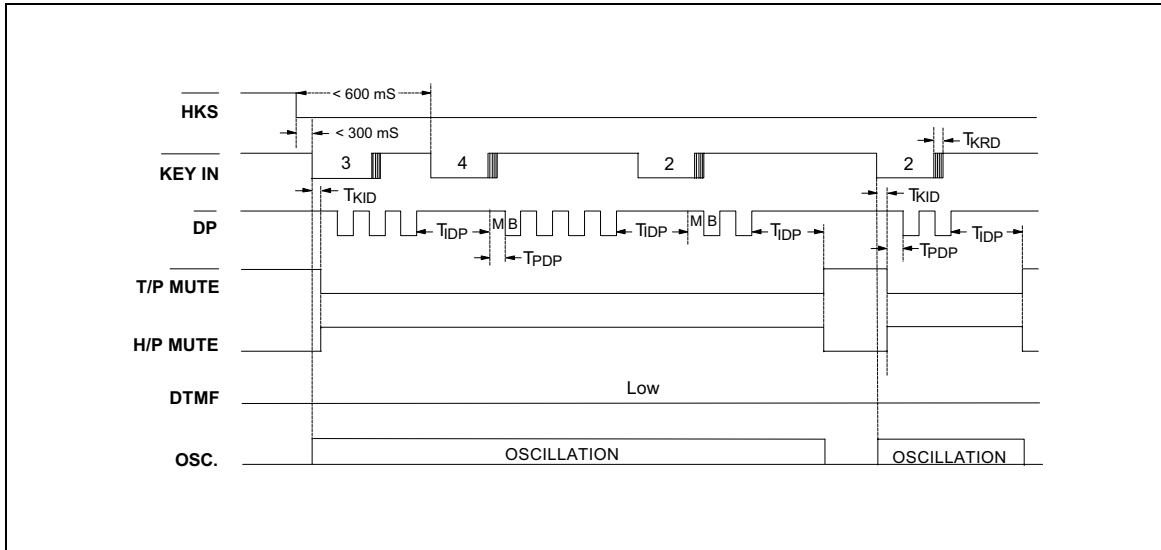 HKS
< 600 mS
< 300 mS
KEY IN
3
4
2
2
TKRD
TKID
TKID
DP
TIDP
M B
TIDP
M B
TIDP
TIDP
TPDP
TPDP
T/P MUTE
H/P MUTE
DTMF
Low
OSC.
OSCILLATION
OSCILLATION